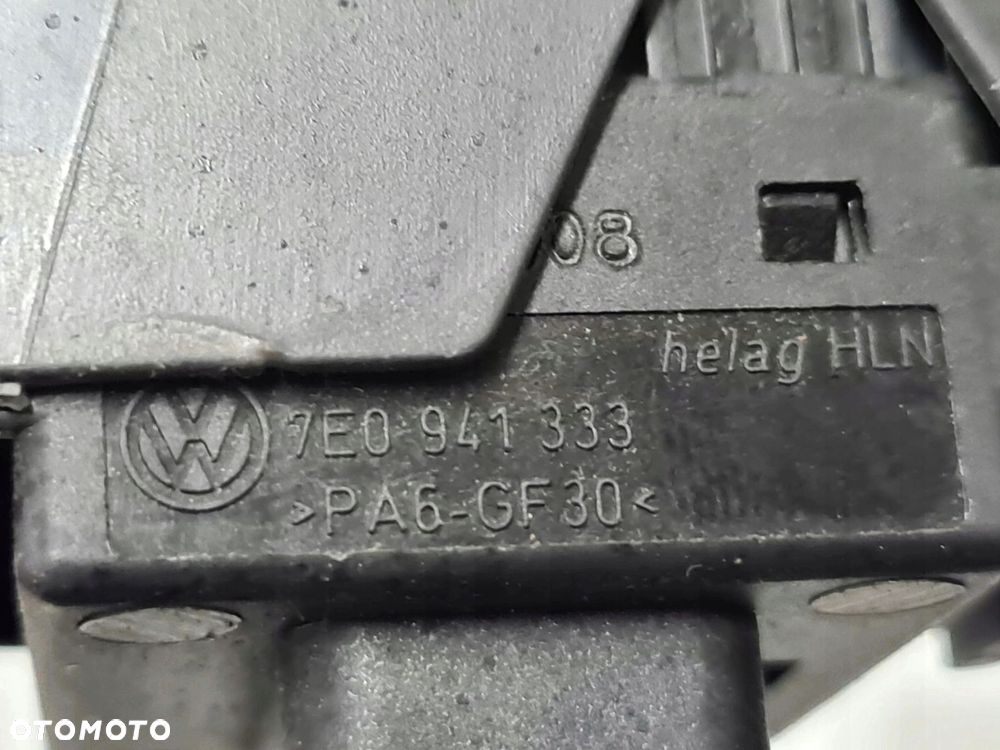 08
helag HLN
7E0 941 333
>PA6-GF30<
OTOMOTO